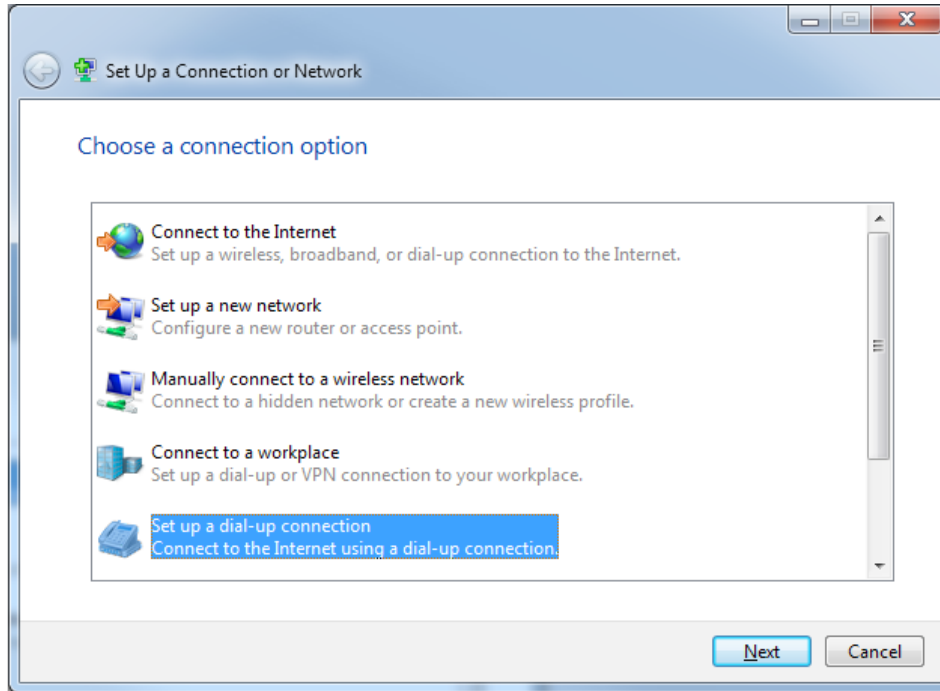 Set Up a Connection or Network
Choose a connection option
Connect to the Internet
Set up a wireless, broadband, or dial-up connection to the Internet.
Set up a new network
Configure a new router or access point.
Manually connect to a wireless network
Connect to a hidden network or create a new wireless profile.
Connect to a workplace
Set up a dial-up or VPN connection to your workplace.
Set up a dial-up connection
Connect to the Internet using a dial-up connection.
Next
Cancel